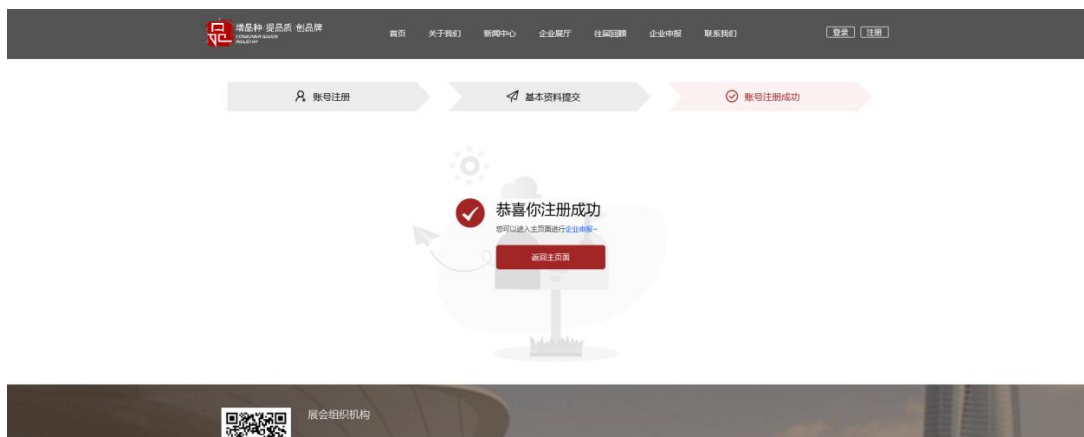 增品种·提品质·创品牌
CONSUMER GOODS
INDUSTRY
首页 关于我们 新闻中心 企业展厅 往届回顾 企业申报 联系我们 登录 注册
账号注册 基本资料提交 账号注册成功
恭喜你注册成功
您可以进入主页面进行企业申报~
返回主页面
展会组织机构